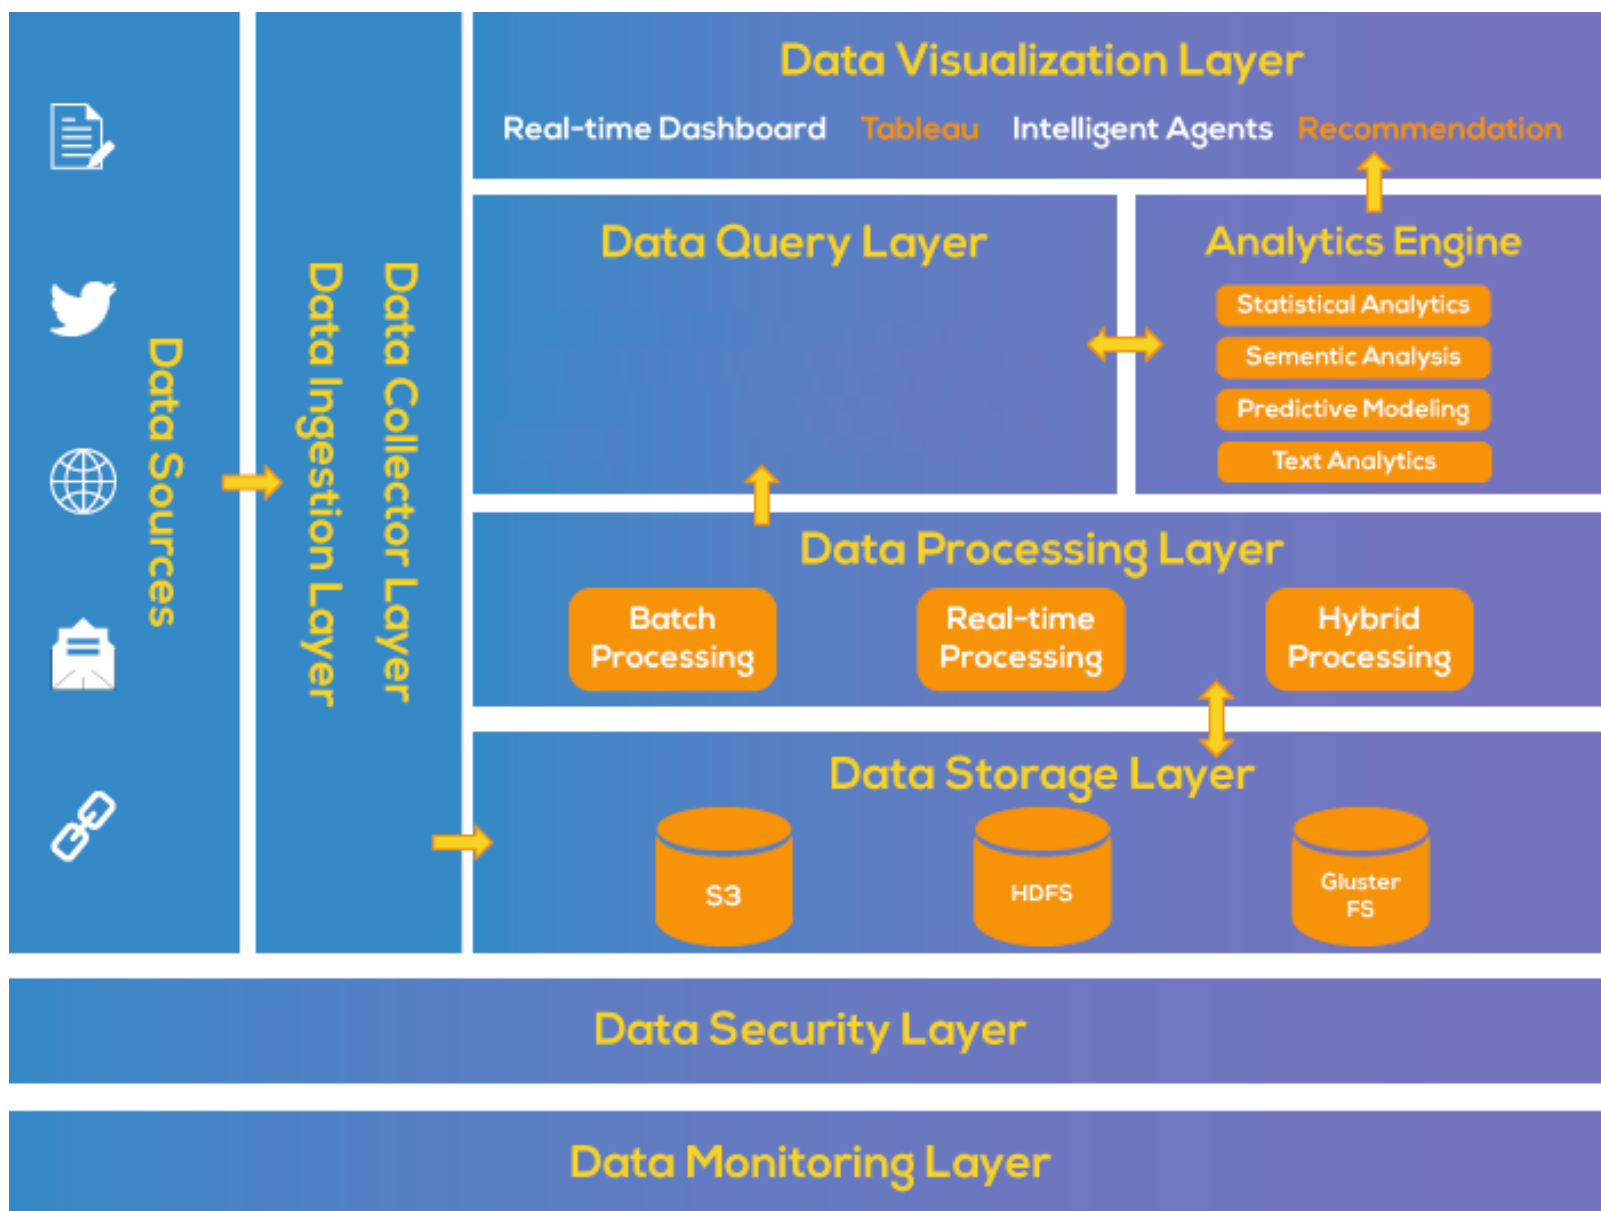 Data Visualization Layer
Real-time Dashboard Tableau Intelligent Agents Recommendation
Data Sources
Data Ingestion Layer
Data Collector Layer
Data Query Layer
Analytics Engine
Statistical Analytics
Sementic Analysis
Predictive Modeling
Text Analytics
Data Processing Layer
Batch
Processing
Real-time
Processing
Hybrid
Processing
Data Storage Layer
S3
HDFS
Gluster
FS
Data Security Layer
Data Monitoring Layer